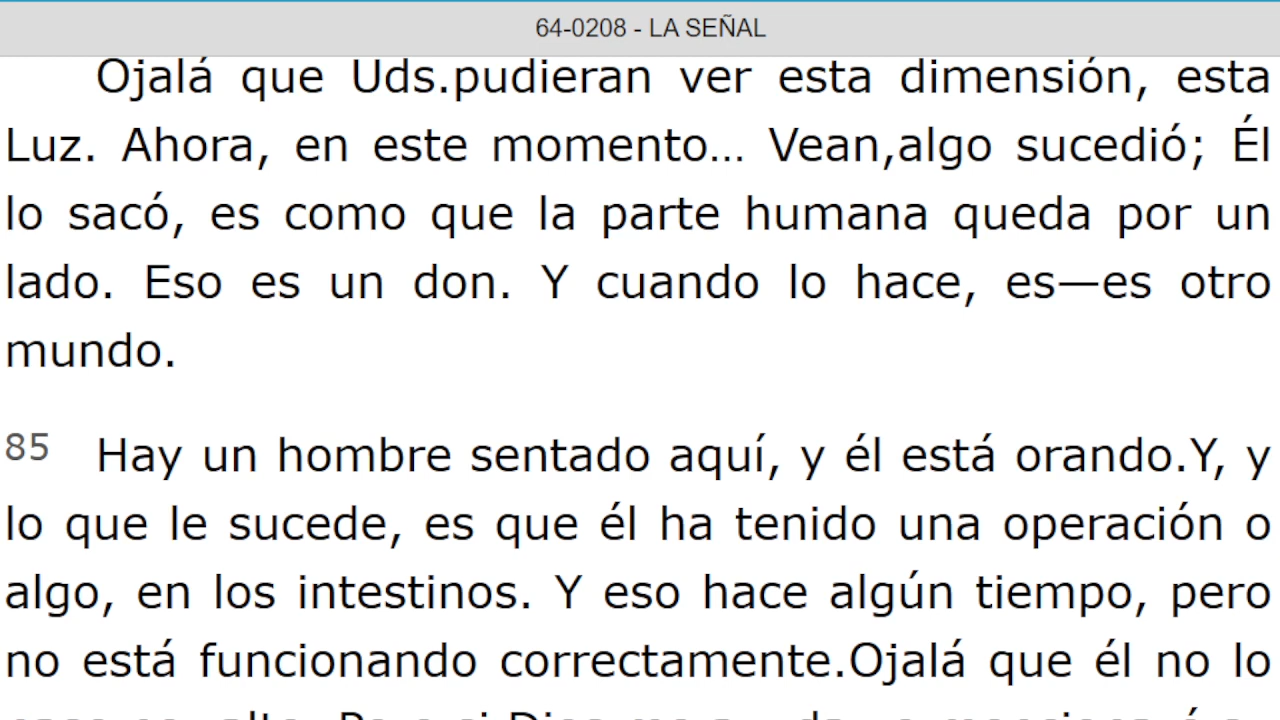 64-0208 - LA SEÑAL
Ojalá que Uds.pudieran ver esta dimensión, esta
Luz. Ahora, en este momento... Vean,algo sucedió; Él
lo sacó, es como que la parte humana queda por un
lado. Eso es un don. Y cuando lo hace, es—es otro
mundo.
85 Hay un hombre sentado aquí, y él está orando.Y, y
lo que le sucede, es que él ha tenido una operación o
algo, en los intestinos. Y eso hace algún tiempo, pero
no está funcionando correctamente.Ojalá que él no lo